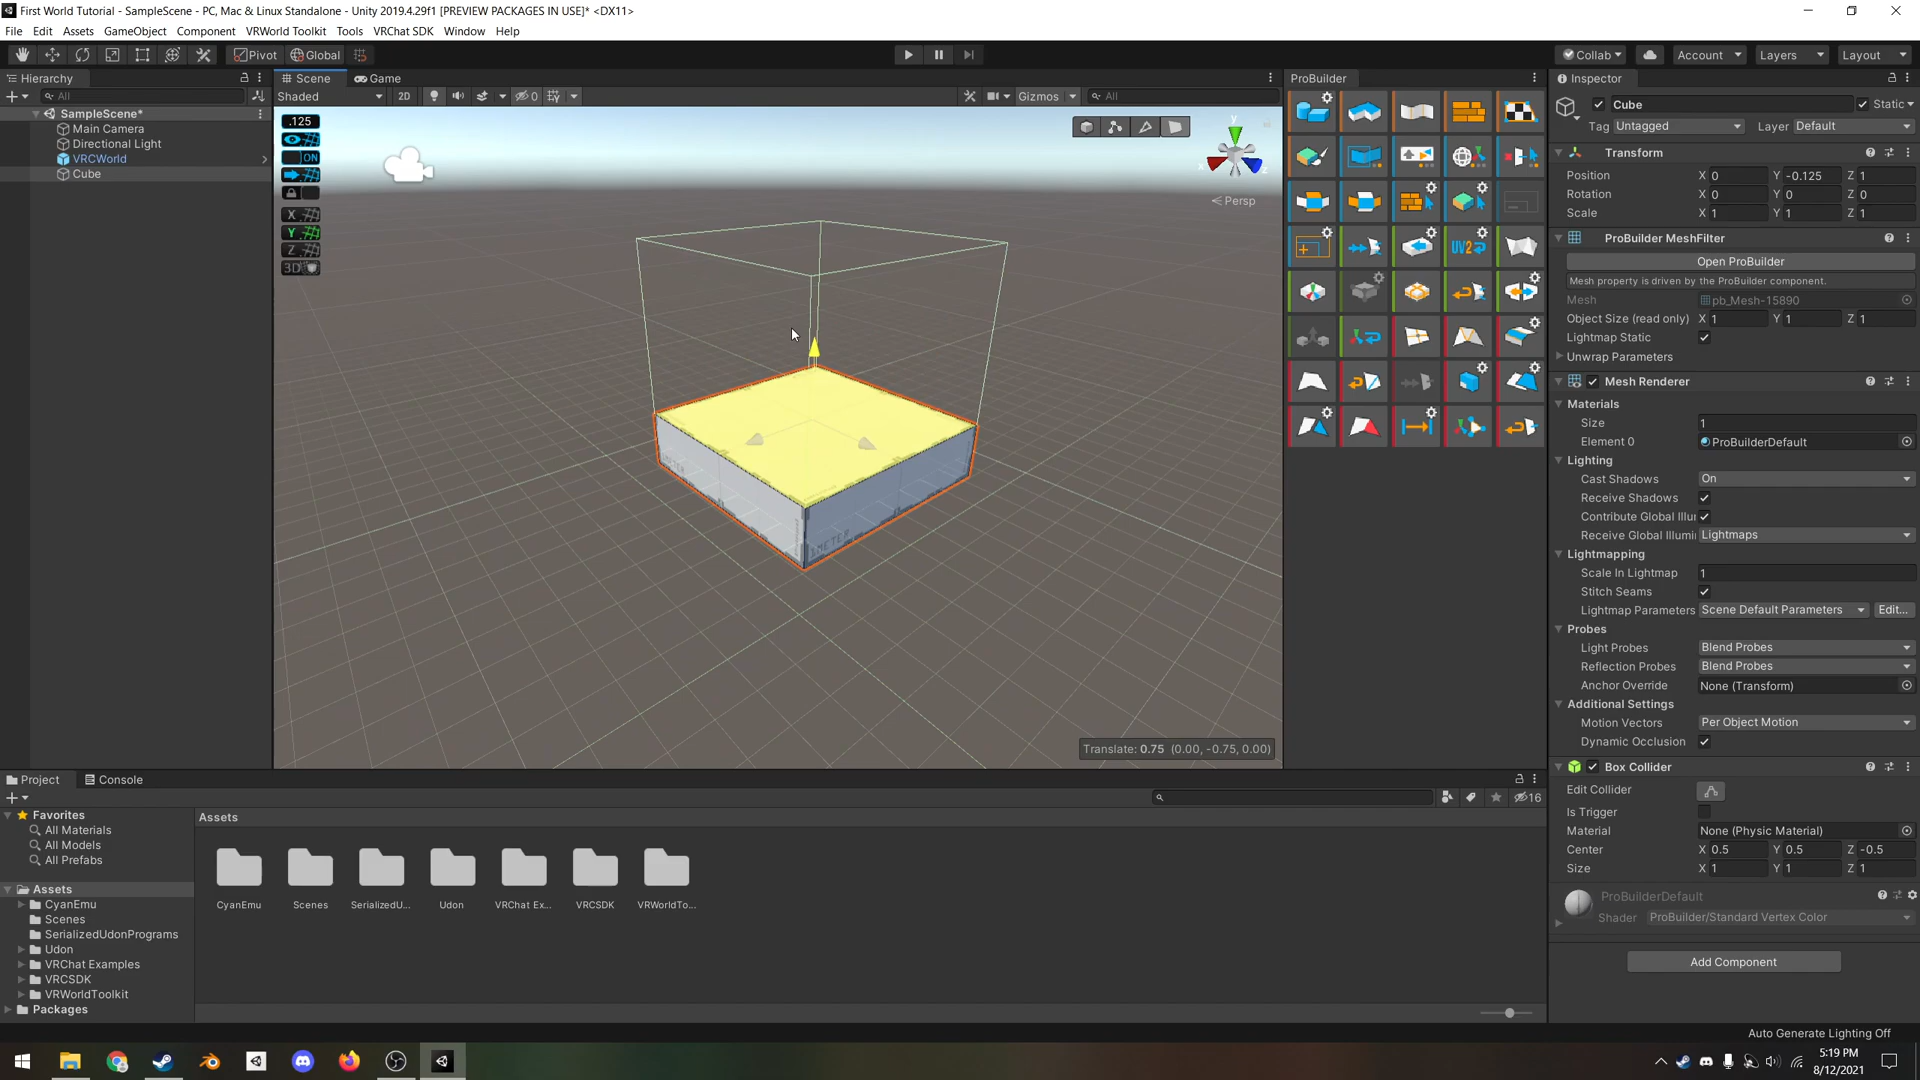 First World Tutorial - SampleScene - PC, Mac & Linux Standalone - Unity 2019.4.29f1 [PREVIEW PACKAGES IN USE]* <DX11>
File Edit Assets GameObject Component VRWorld Toolkit Tools VRChat SDK Window Help
Pivot Global Collab Account Layers Layout
Hierarchy Scene Game ProBuilder Inspector
All Shaded 2D 0 Gizmos All
Cube Static
SampleScene*
Tag Untagged Layer Default
Main Camera
Directional Light
VRCWorld
Cube
.125
ON
X
Y
Z
3D
y
x
z
Persp
Transform
Position X 0 Y -0.125 Z 1
Rotation X 0 Y 0 Z 0
Scale X 1 Y 1 Z 1
ProBuilder MeshFilter
Open ProBuilder
Mesh property is driven by the ProBuilder component.
Mesh pb_Mesh-15890
Object Size (read only) X 1 Y 1 Z 1
Lightmap Static
Unwrap Parameters
UV2
Mesh Renderer
Materials
Size 1
Element 0 ProBuilderDefault
Lighting
Cast Shadows On
Receive Shadows
Contribute Global Illur
Receive Global Illumin Lightmaps
Lightmapping
Scale In Lightmap 1
Stitch Seams
Lightmap Parameters Scene Default Parameters Edit...
Probes
Light Probes Blend Probes
Reflection Probes Blend Probes
Anchor Override None (Transform)
Additional Settings
Motion Vectors Per Object Motion
Dynamic Occlusion
Box Collider
Edit Collider
Is Trigger
Material None (Physic Material)
Center X 0.5 Y 0.5 Z -0.5
Size X 1 Y 1 Z 1
ProBuilderDefault
Shader ProBuilder/Standard Vertex Color
Add Component
Translate: 0.75 (0.00, -0.75, 0.00)
Project Console
16
Favorites
All Materials
All Models
All Prefabs
Assets
CyanEmu
Scenes
SerializedUdonPrograms
Udon
VRChat Examples
VRCSDK
VRWorldToolkit
Packages
Assets
CyanEmu Scenes SerializedU... Udon VRChat Ex... VRCSDK VRWorldTo...
Auto Generate Lighting Off
5:19 PM
8/12/2021